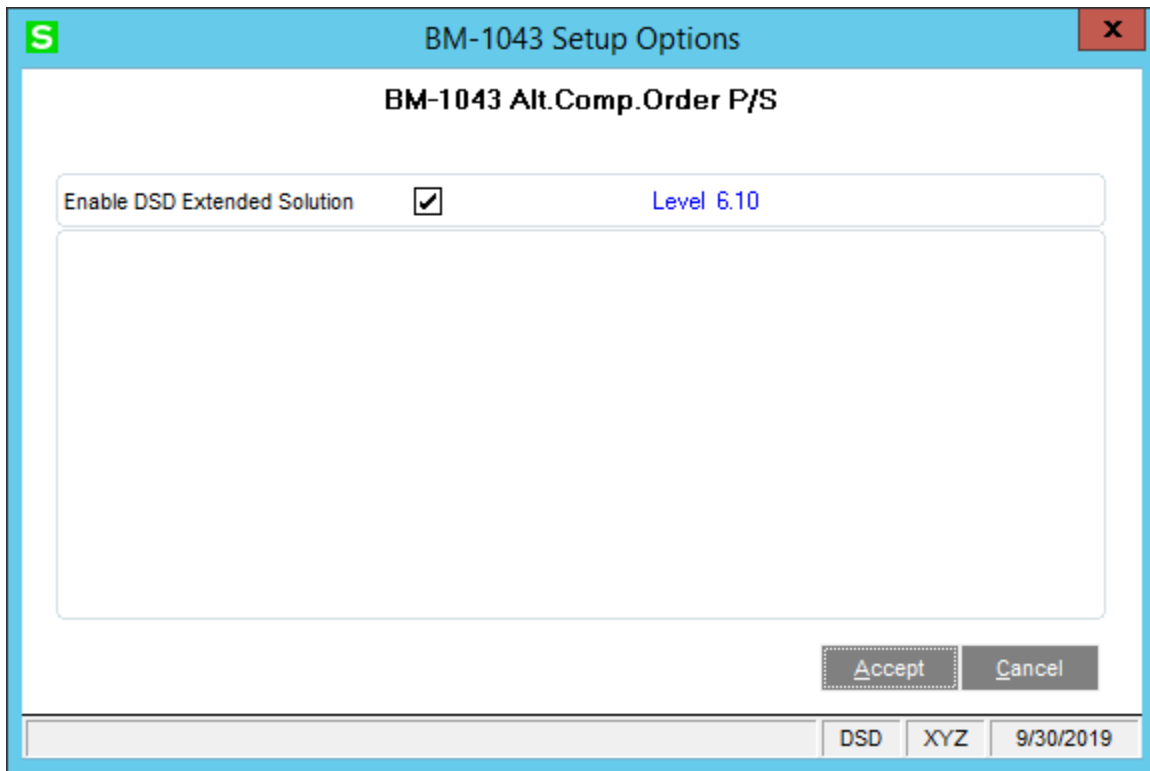 S BM-1043 Setup Options x
BM-1043 Alt.Comp.Order P/S
Enable DSD Extended Solution Level 6.10
Accept Cancel
DSD XYZ 9/30/2019